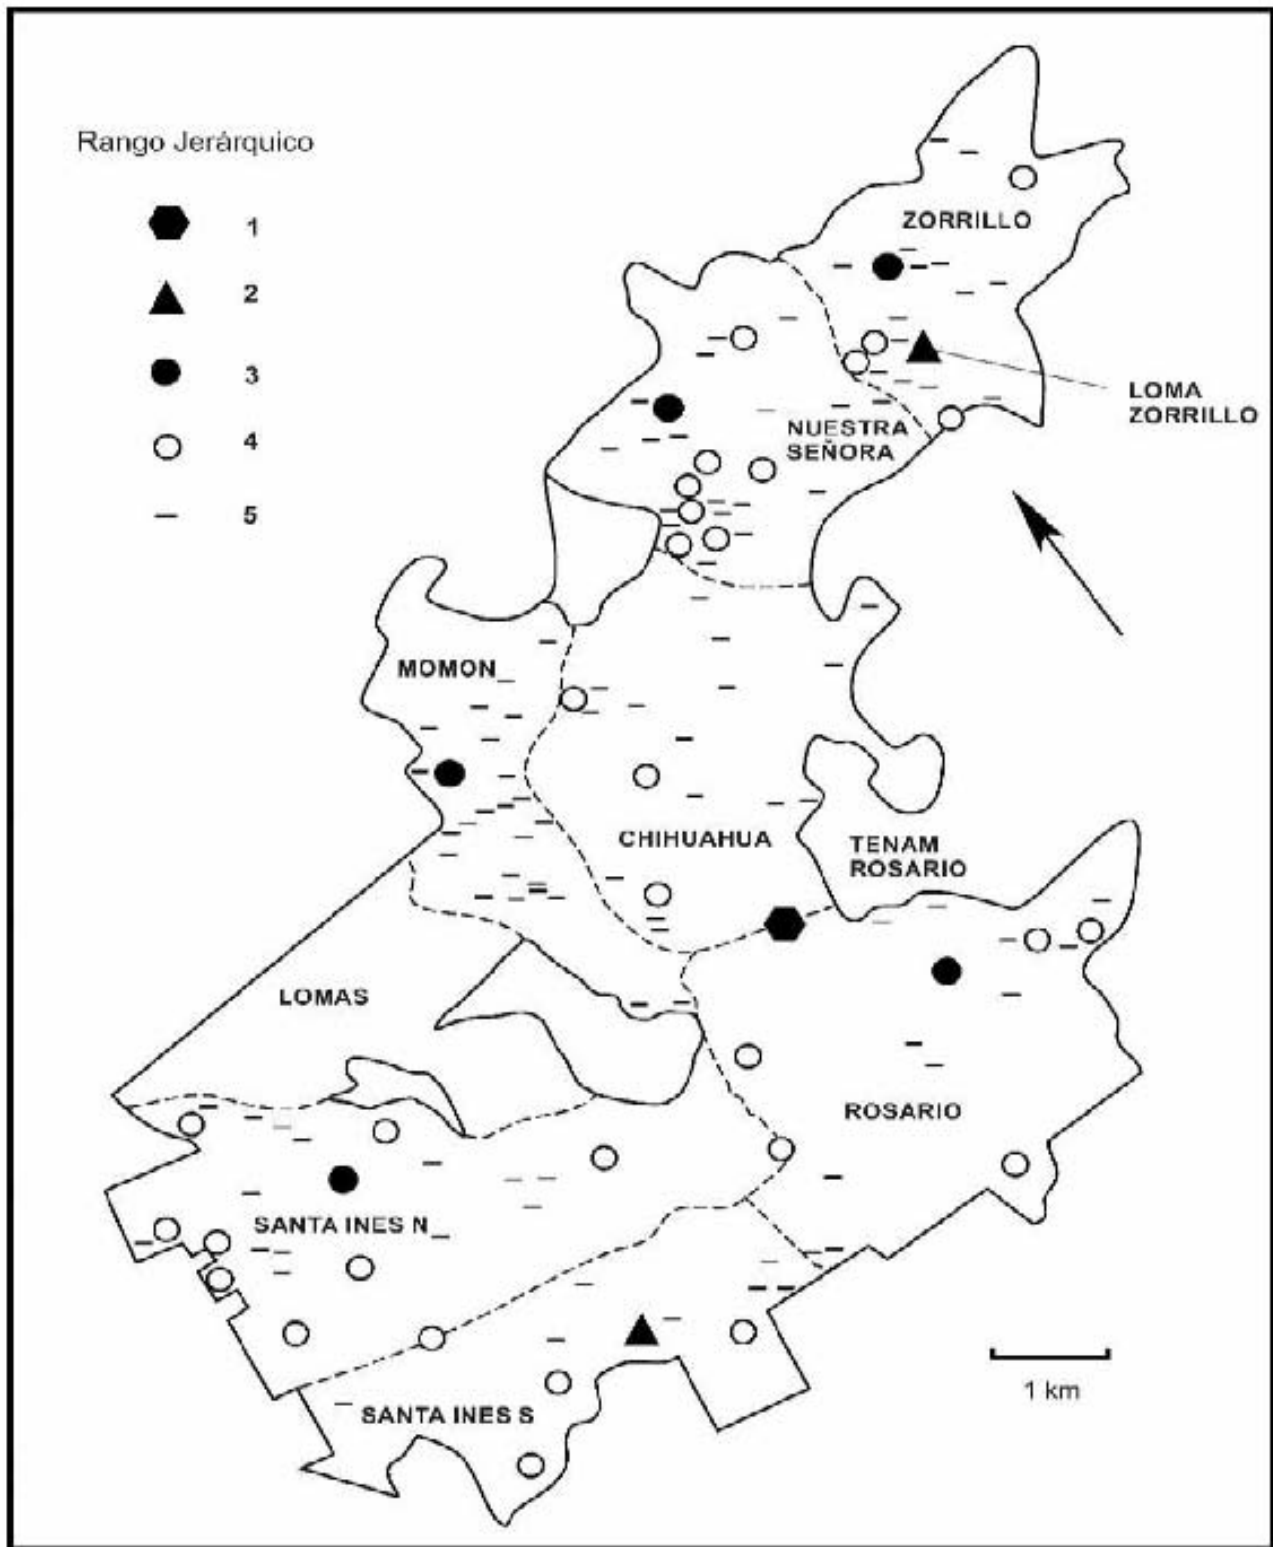 Rango Jerárquico
1
2
3
4
5
ZORRILLO
LOMA
ZORRILLO
NUESTRA
SEÑORA
MOMON
CHIHUAHUA
TENAM
ROSARIO
LOMAS
ROSARIO
SANTA INES N
SANTA INES S
1 km